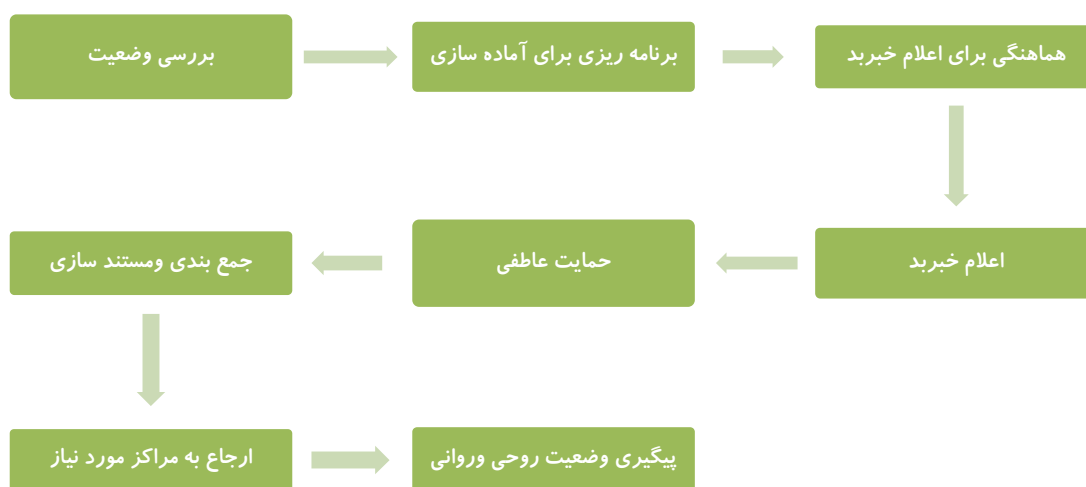 بررسی وضعیت
برنامه ریزی برای آماده سازی
هماهنگی برای اعلام خبربد
اعلام خبربد
حمایت عاطفی
جمع بندی ومستند سازی
ارجاع به مراکز مورد نیاز
پیگیری وضعیت روحی وروانی